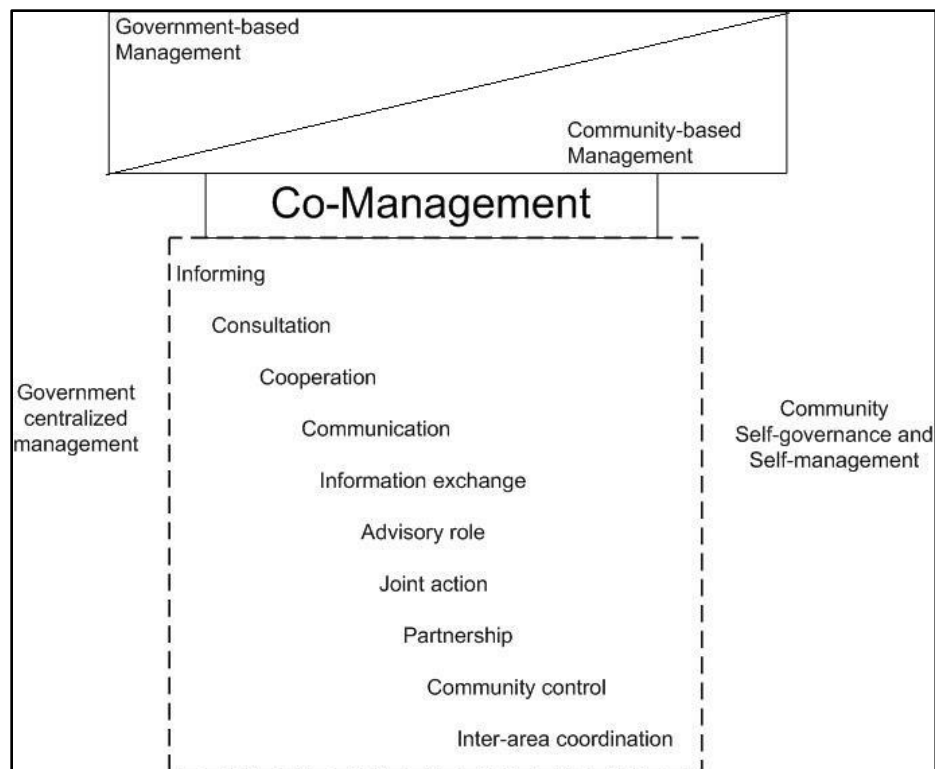 Government-based
Management
Community-based
Management
Co-Management
Informing
Consultation
Cooperation
Communication
Information exchange
Advisory role
Joint action
Partnership
Community control
Inter-area coordination
Government
centralized
management
Community
Self-governance and
Self-management